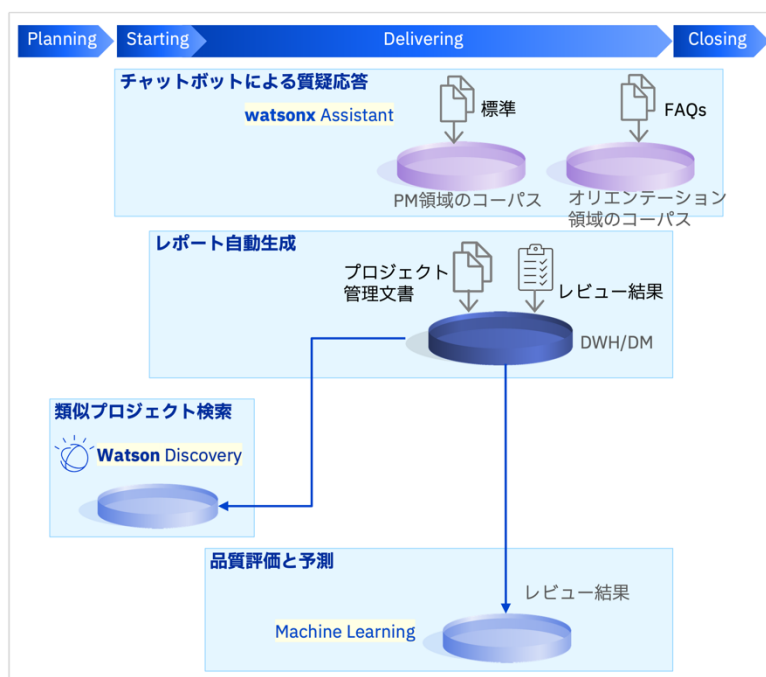 Planning
Starting
Delivering
Closing
チャットボットによる質疑応答
watsonx Assistant
標準
FAQs
PM領域のコーパス
オリエンテーション
領域のコーパス
レポート自動生成
プロジェクト
管理文書
レビュー結果
DWH/DM
類似プロジェクト検索
Watson Discovery
品質評価と予測
レビュー結果
Machine Learning